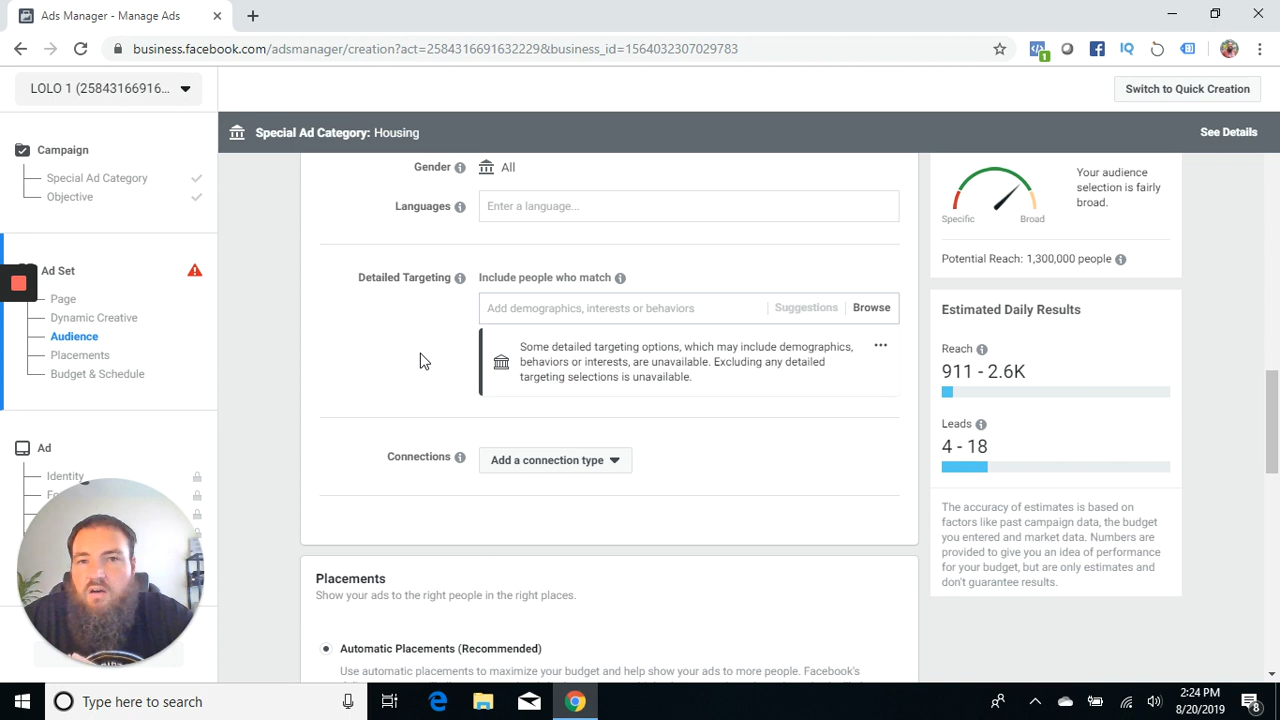 Ads Manager - Manage Ads
business.facebook.com/adsmanager/creation?act=2584316691632229&business_id=1564032307029783
1
IQ
LOLO 1 (25843166916...
Switch to Quick Creation
Special Ad Category: Housing
See Details
Campaign
Special Ad Category
Objective
Ad Set
Page
Dynamic Creative
Audience
Placements
Budget & Schedule
Ad
Identity
Gender
All
Languages
Enter a language...
Detailed Targeting
Include people who match
Add demographics, interests or behaviors
Suggestions
Browse
Some detailed targeting options, which may include demographics,
behaviors or interests, are unavailable. Excluding any detailed
targeting selections is unavailable.
Connections
Add a connection type
Placements
Show your ads to the right people in the right places.
Automatic Placements (Recommended)
Use automatic placements to maximize your budget and help show your ads to more people. Facebook's
Your audience
selection is fairly
broad.
Specific
Broad
Potential Reach: 1,300,000 people
Estimated Daily Results
Reach
911 - 2.6K
Leads
4 - 18
The accuracy of estimates is based on
factors like past campaign data, the budget
you entered and market data. Numbers are
provided to give you an idea of performance
for your budget, but are only estimates and
don't guarantee results.
Type here to search
2:24 PM
8/20/2019
8